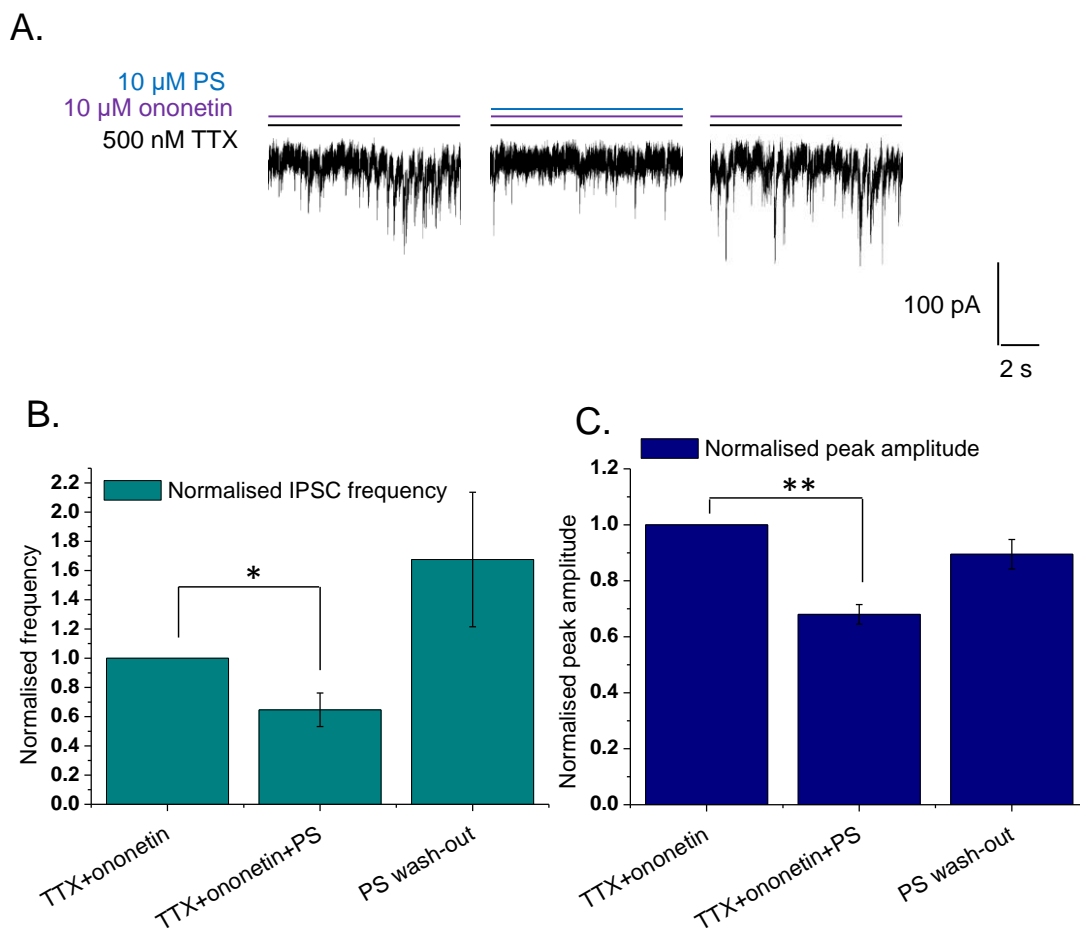 A.
10 µM PS
10 µM ononetin
500 nM TTX
100 pA
2 s
B.
Normalised IPSC frequency
*
Normalised frequency
2.2
2.0
1.8
1.6
1.4
1.2
1.0
0.8
0.6
0.4
0.2
0.0
TTX+ononetin
TTX+ononetin+PS
PS wash-out
C.
Normalised peak amplitude
**
Normalised peak amplitude
1.2
1.0
0.8
0.6
0.4
0.2
0.0
TTX+ononetin
TTX+ononetin+PS
PS wash-out